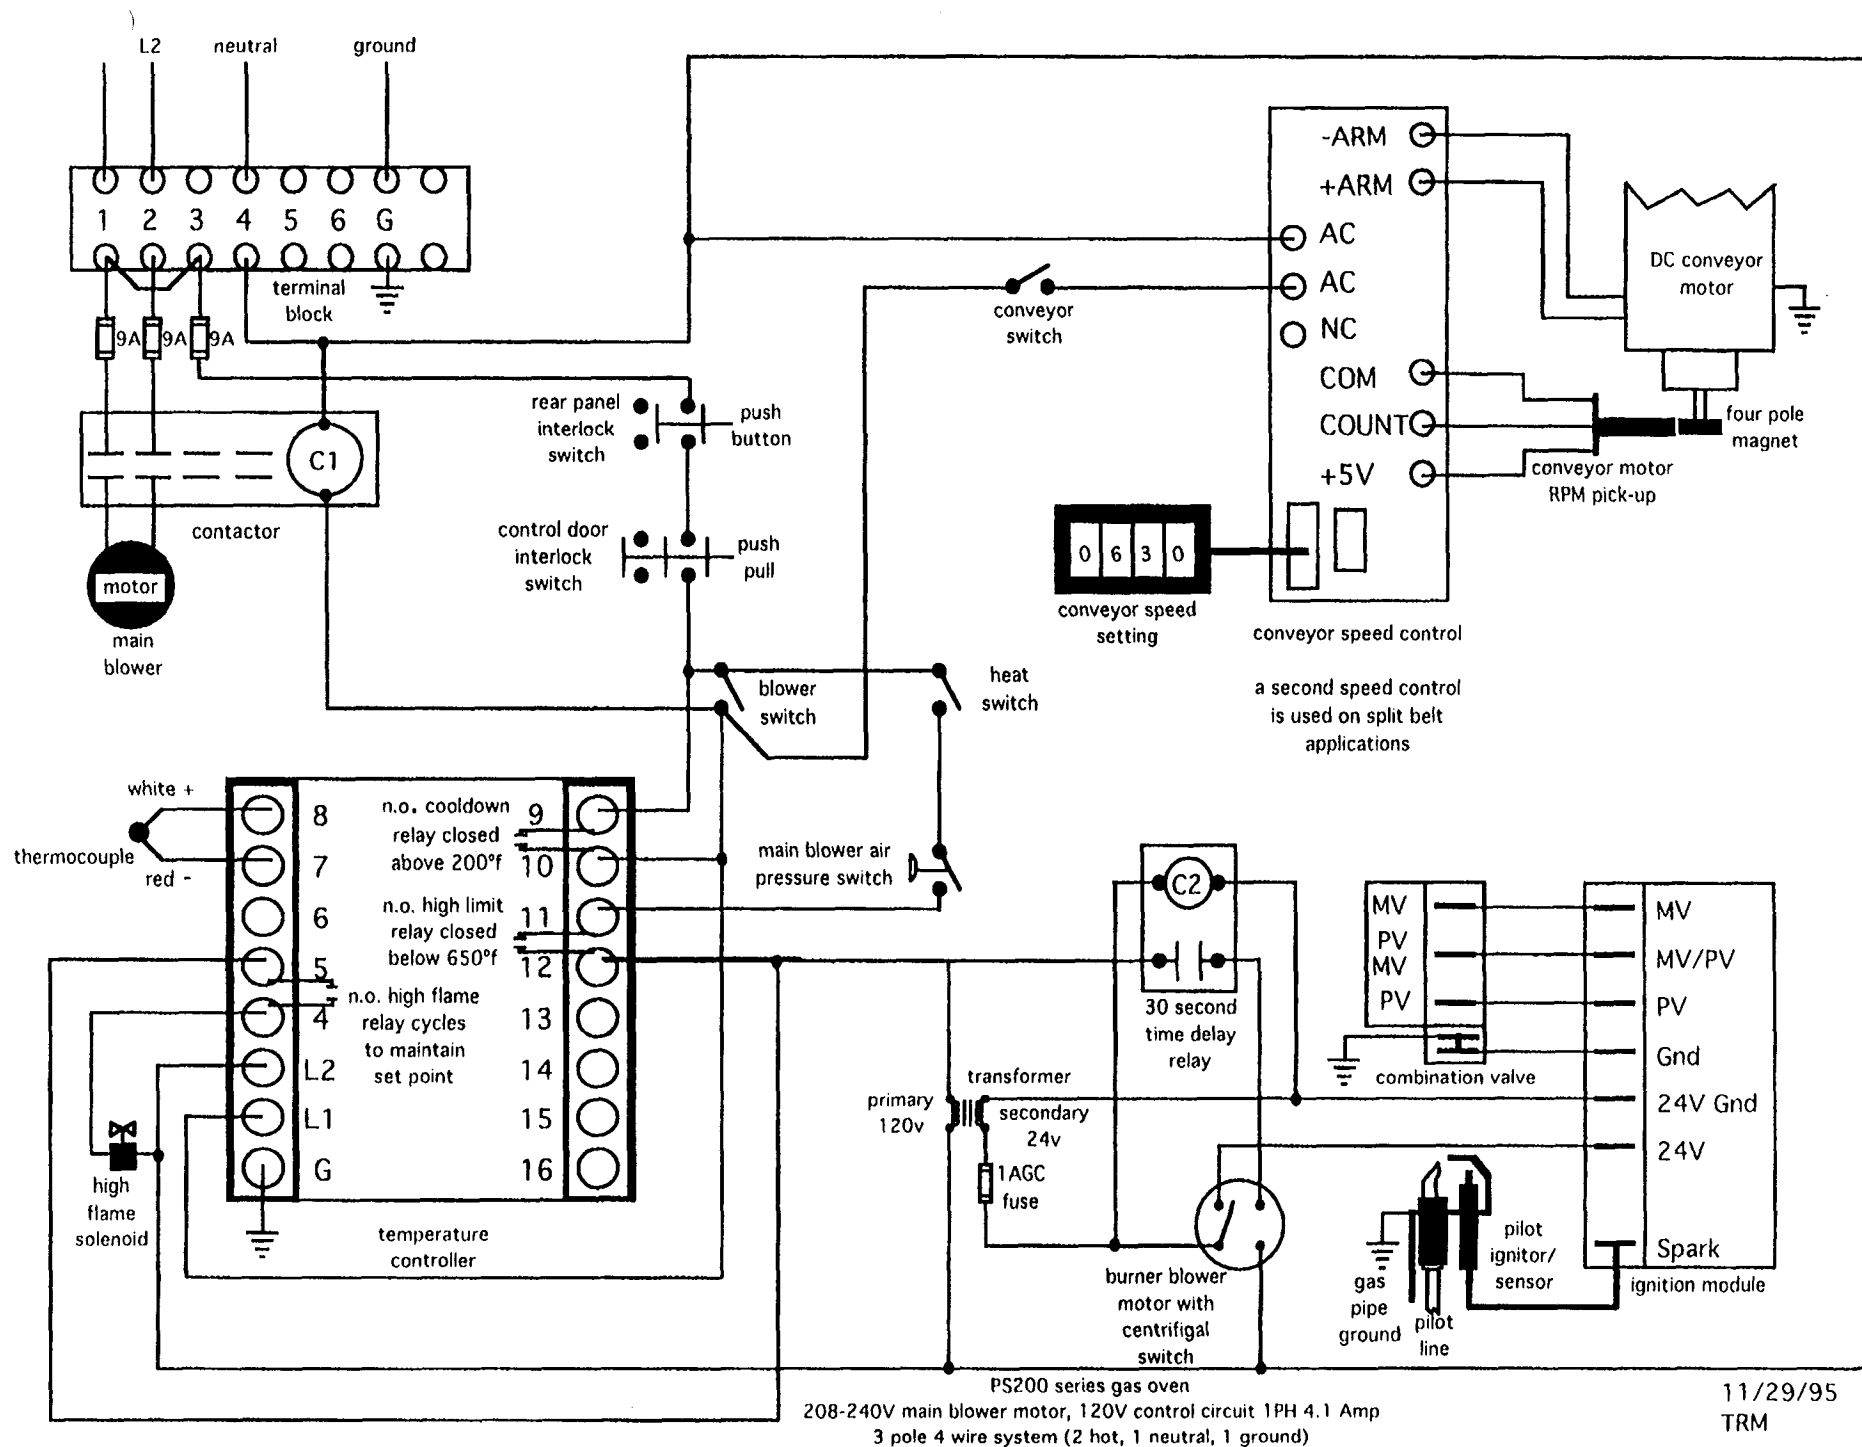 L2 neutral ground
1 2 3 4 5 6 G
terminal
block
9A 9A 9A
C1
contactor
motor
main
blower
rear panel
interlock
switch
push
button
control door
interlock
switch
push
pull
blower
switch
heat
switch
conveyor
switch
-ARM
+ARM
AC
AC
NC
COM
COUNT
+5V
DC conveyor
motor
four pole
magnet
conveyor motor
RPM pick-up
0 6 3 0
conveyor speed
setting
conveyor speed control
a second speed control
is used on split belt
applications
white +
thermocouple
red -
8
7
6
5
4
L2
L1
G
n.o. cooldown
relay closed
above 200°f
n.o. high limit
relay closed
below 650°f
n.o. high flame
relay cycles
to maintain
set point
9
10
11
12
13
14
15
16
temperature
controller
high
flame
solenoid
main blower air
pressure switch
C2
30 second
time delay
relay
transformer
primary
120v
secondary
24v
1AGC
fuse
burner blower
motor with
centrifigal
switch
MV
PV
MV
PV
combination valve
MV
MV/PV
PV
Gnd
24V Gnd
24V
Spark
ignition module
pilot
ignitor/
sensor
gas
pipe
ground
pilot
line
PS200 series gas oven
208-240V main blower motor, 120V control circuit 1PH 4.1 Amp
3 pole 4 wire system (2 hot, 1 neutral, 1 ground)
11/29/95
TRM